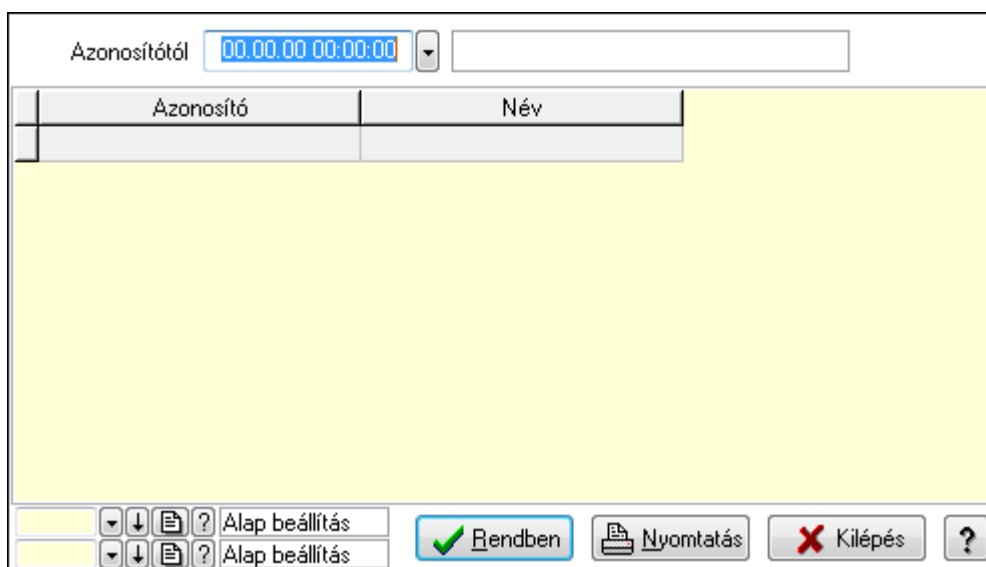 Azonosítótól 00.00.00 00:00:00
Azonosító Név
? Alap beállítás
? Alap beállítás
Rendben Nyomtatás Kilépés ?